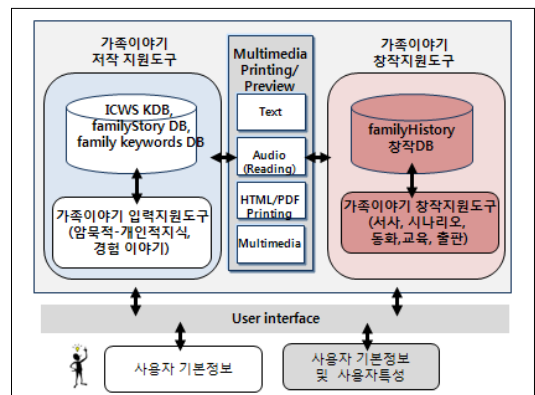 가족이야기
저작 지원도구
ICWS KDB,
familyStory DB,
family keywords DB
가족이야기 입력지원도구
(암묵적-개인적지식,
경험 이야기)
Multimedia
Printing/
Preview
Text
Audio
(Reading)
HTML/PDF
Printing
Multimedia
가족이야기
창작지원도구
familyHistory
창작DB
가족이야기 창작지원도구
(서사, 시나리오,
동화,교육, 출판)
User interface
사용자 기본정보
사용자 기본정보
및 사용자특성